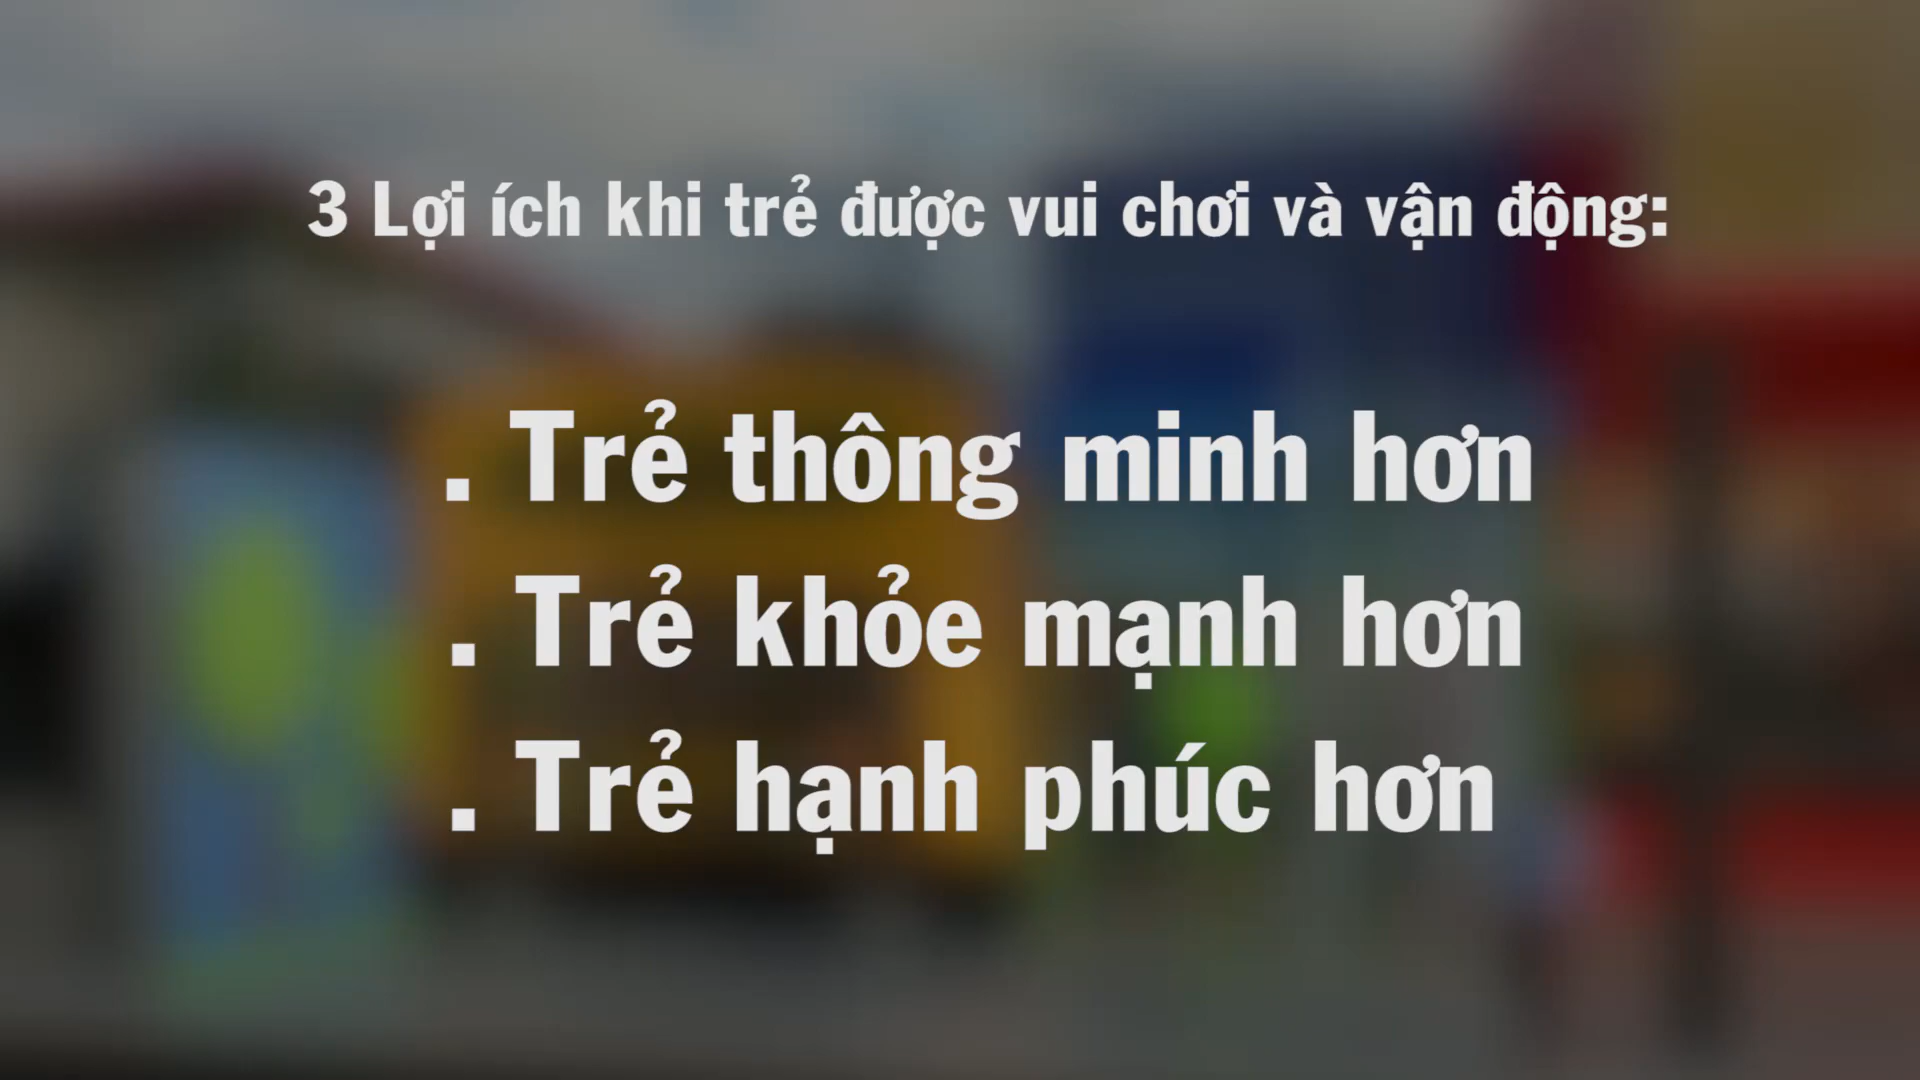 3 Lợi ích khi trẻ được vui chơi và vận động:
. Trẻ thông minh hơn
. Trẻ khỏe mạnh hơn
. Trẻ hạnh phúc hơn